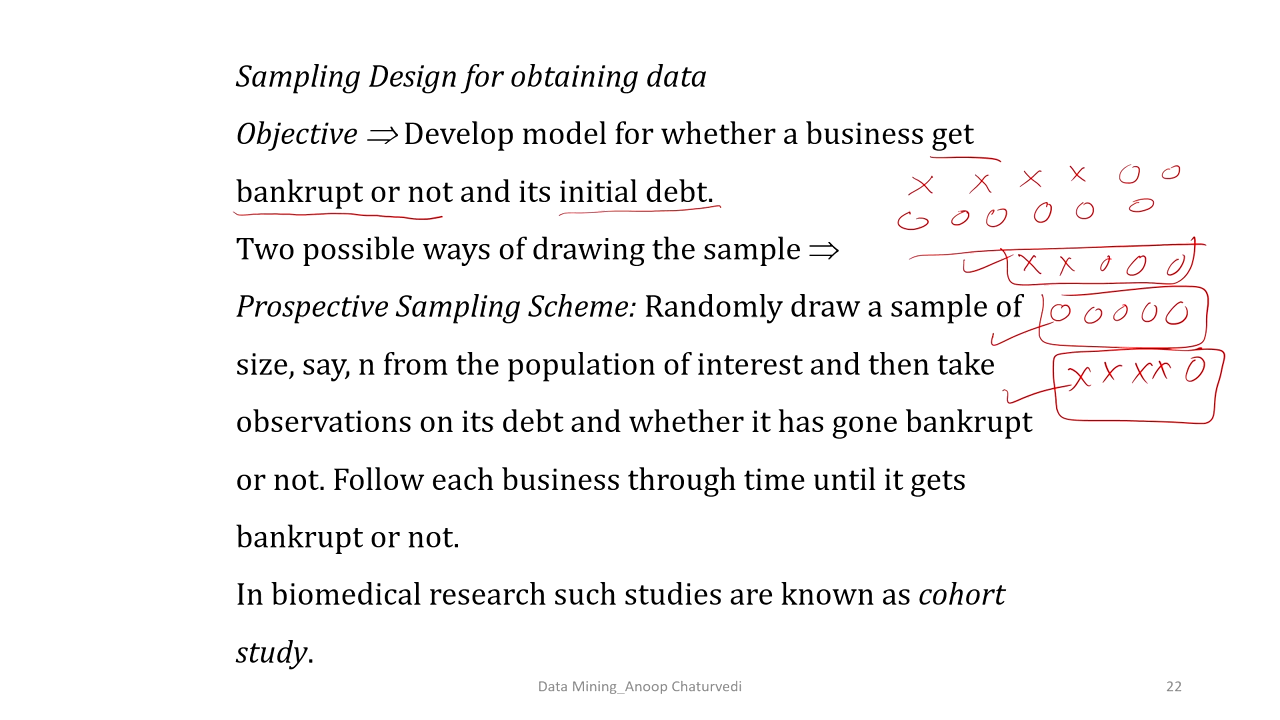 Sampling Design for obtaining data
Objective ⇒ Develop model for whether a business get
bankrupt or not and its initial debt.
x x x x o o
o o o o o o
Two possible ways of drawing the sample ⇒
x x o o o
Prospective Sampling Scheme: Randomly draw a sample of
o o o o o
size, say, n from the population of interest and then take
x x x x o
observations on its debt and whether it has gone bankrupt
or not. Follow each business through time until it gets
bankrupt or not.
In biomedical research such studies are known as cohort
study.
Data Mining_Anoop Chaturvedi
22